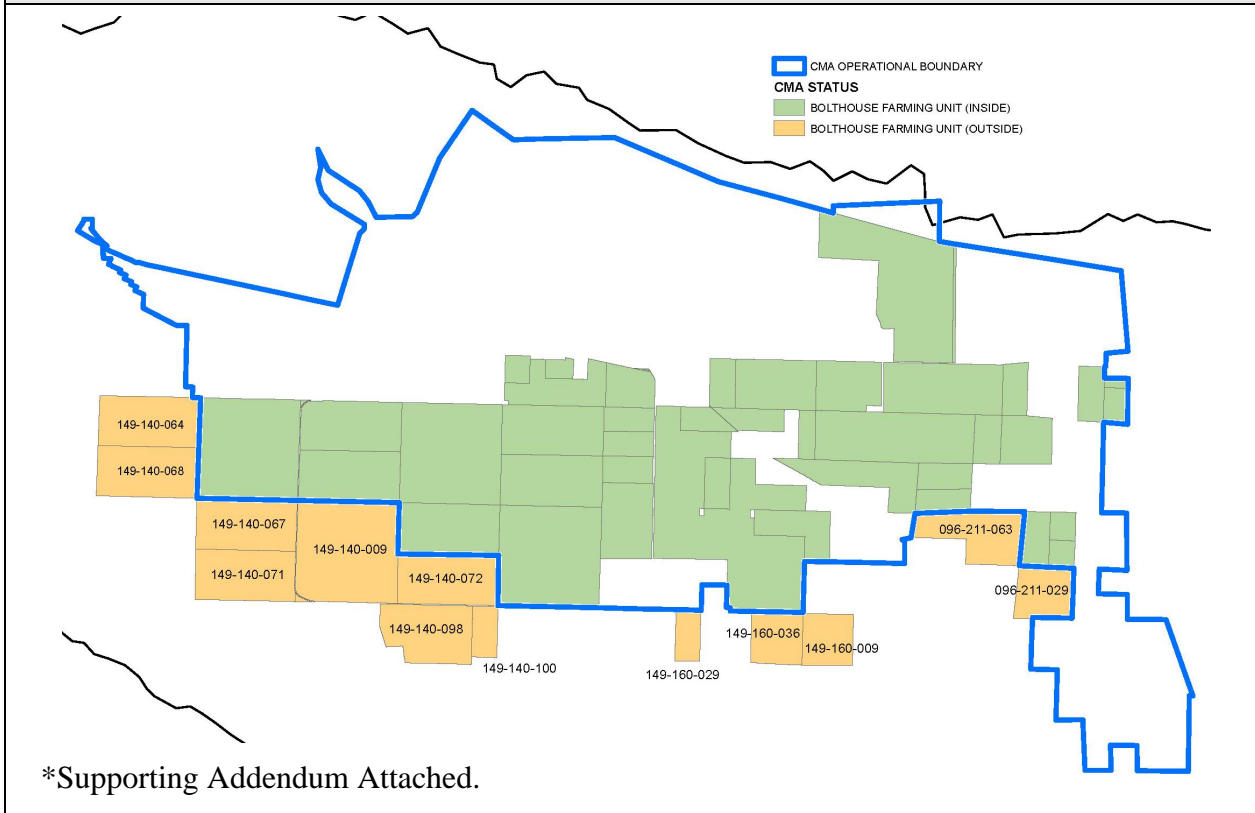 CMA OPERATIONAL BOUNDARY
CMA STATUS
BOLTHOUSE FARMING UNIT (INSIDE)
BOLTHOUSE FARMING UNIT (OUTSIDE)
149-140-064
149-140-068
149-140-067
149-140-009
096-211-063
149-140-071
149-140-072
096-211-029
149-140-098
149-160-036
149-160-009
149-140-100
149-160-029
*Supporting Addendum Attached.